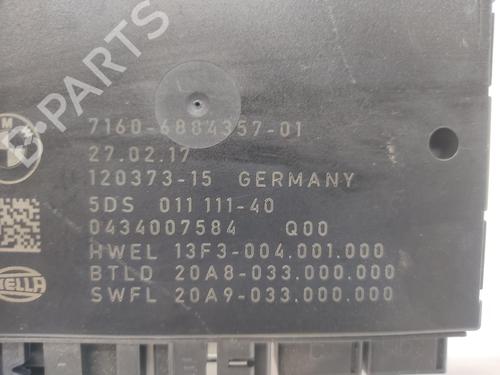 M
7160-6884357-01
27.02.17
120373-15 GERMANY
5DS 011 111-40
0434007584 Q00
HWEL 13F3-004.001.000
BTLD 20A8-033.000.000
SWFL 20A9-033.000.000
HELLA
B-PARTS